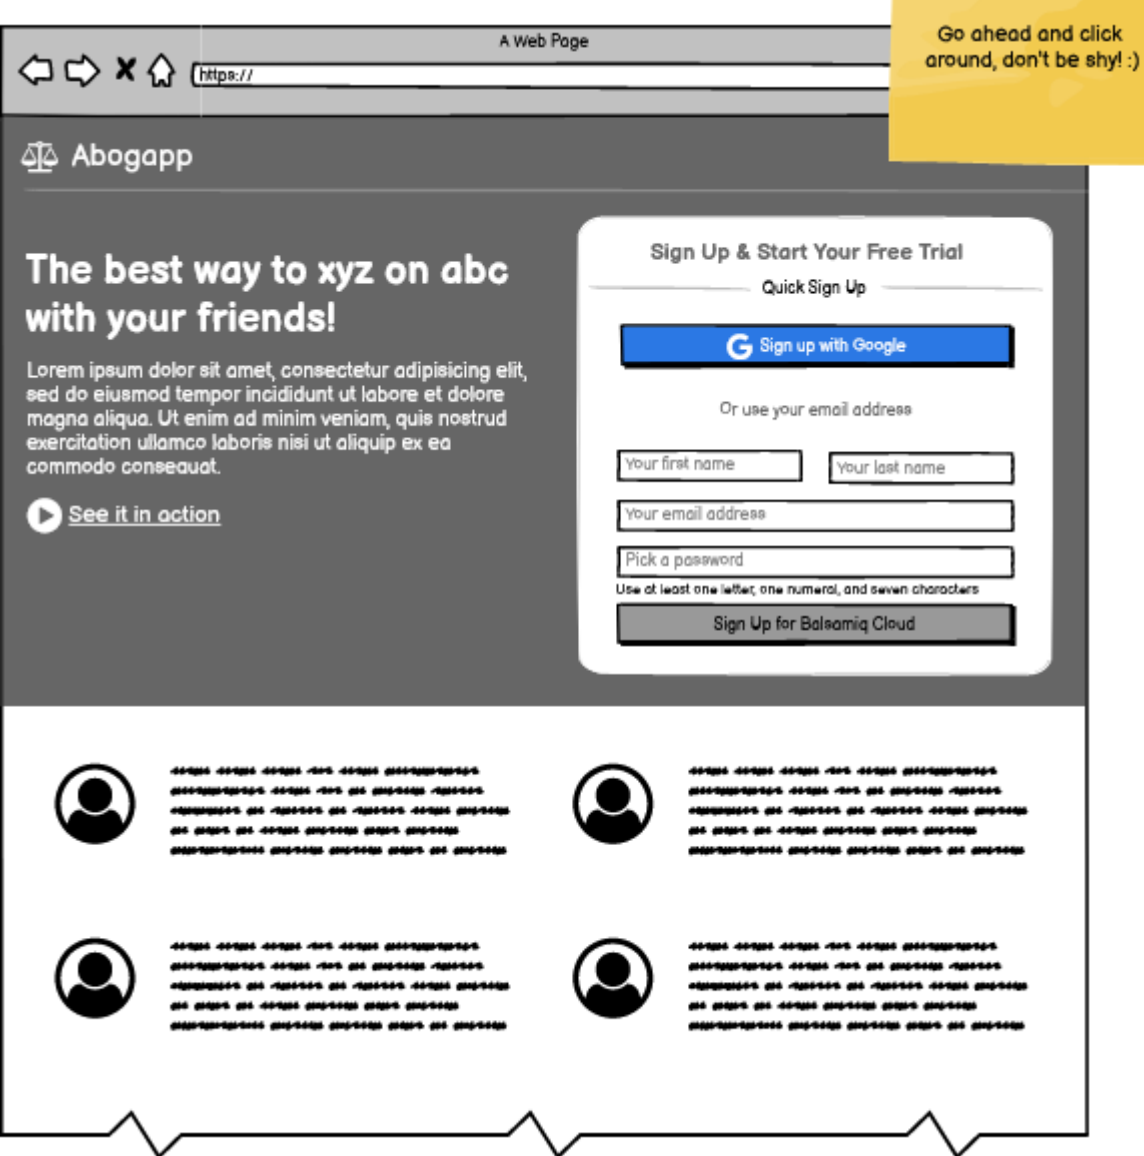 A Web Page
Go ahead and click
around, don't be shy! :)
https://
Abogapp
The best way to xyz on abc
with your friends!
Lorem ipsum dolor sit amet, consectetur adipisicing elit,
sed do eiusmod tempor incididunt ut labore et dolore
magna aliqua. Ut enim ad minim veniam, quis nostrud
exercitation ullamco laboris nisi ut aliquip ex ea
commodo conseauat.
See it in action
Sign Up & Start Your Free Trial
Quick Sign Up
G Sign up with Google
Or use your email address
Your first name
Your last name
Your email address
Pick a password
Use at least one letter, one numeral, and seven characters
Sign Up for Balsamiq Cloud